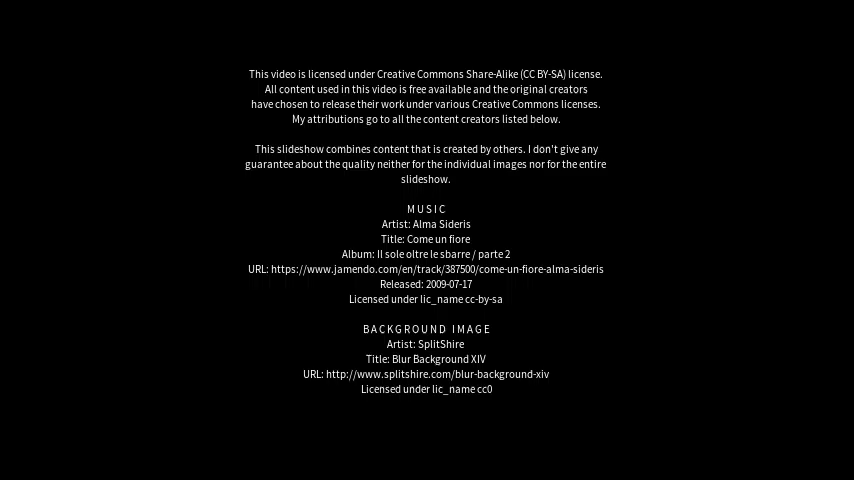 This video is licensed under Creative Commons Share-Alike (CC BY-SA) license.
All content used in this video is free available and the original creators
have chosen to release their work under various Creative Commons licenses.
My attributions go to all the content creators listed below.
This slideshow combines content that is created by others. I don't give any
guarantee about the quality neither for the individual images nor for the entire
slideshow.
MUSIC
Artist: Alma Sideris
Title: Come un fiore
Album: Il sole oltre le sbarre / parte 2
URL: https://www.jamendo.com/en/track/387500/come-un-fiore-alma-sideris
Released: 2009-07-17
Licensed under lic_name cc-by-sa
BACKGROUND IMAGE
Artist: SplitShire
Title: Blur Background XIV
URL: http://www.splitshire.com/blur-background-xiv
Licensed under lic_name cc0